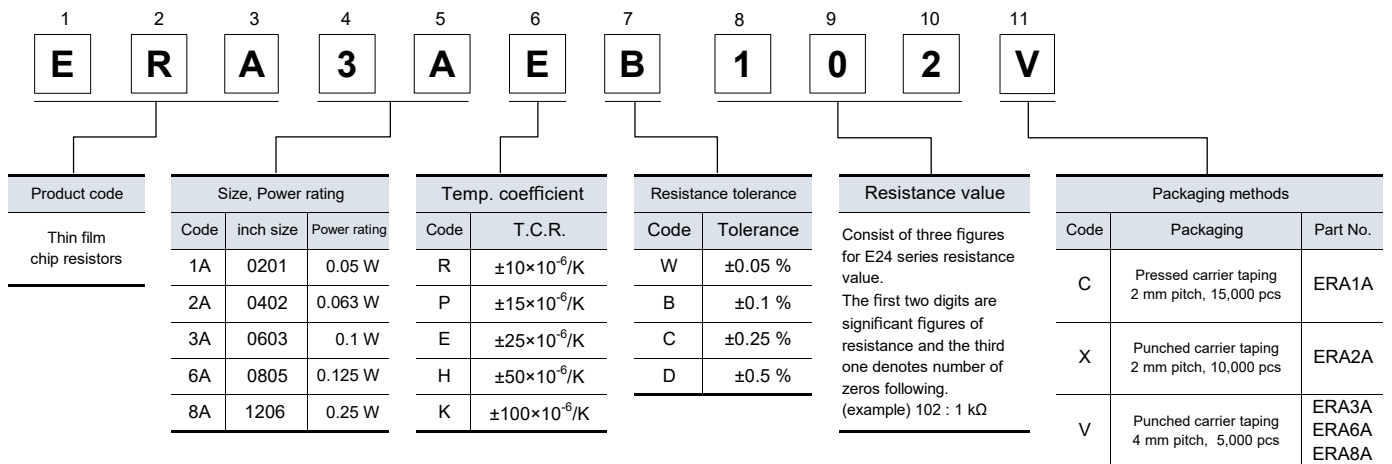 1 2 3 4 5 6 7 8 9 10 11
E R A 3 A E B 1 0 2 V
Product code
Thin film
chip resistors
Size, Power rating
Code inch size Power rating
1A 0201 0.05 W
2A 0402 0.063 W
3A 0603 0.1 W
6A 0805 0.125 W
8A 1206 0.25 W
Temp. coefficient
Code T.C.R.
R ±10×10⁻⁶/K
P ±15×10⁻⁶/K
E ±25×10⁻⁶/K
H ±50×10⁻⁶/K
K ±100×10⁻⁶/K
Resistance tolerance
Code Tolerance
W ±0.05 %
B ±0.1 %
C ±0.25 %
D ±0.5 %
Resistance value
Consist of three figures
for E24 series resistance
value.
The first two digits are
significant figures of
resistance and the third
one denotes number of
zeros following.
(example) 102 : 1 kΩ
Packaging methods
Code Packaging Part No.
C Pressed carrier taping
2 mm pitch, 15,000 pcs ERA1A
X Punched carrier taping
2 mm pitch, 10,000 pcs ERA2A
V Punched carrier taping
4 mm pitch, 5,000 pcs ERA3A
ERA6A
ERA8A